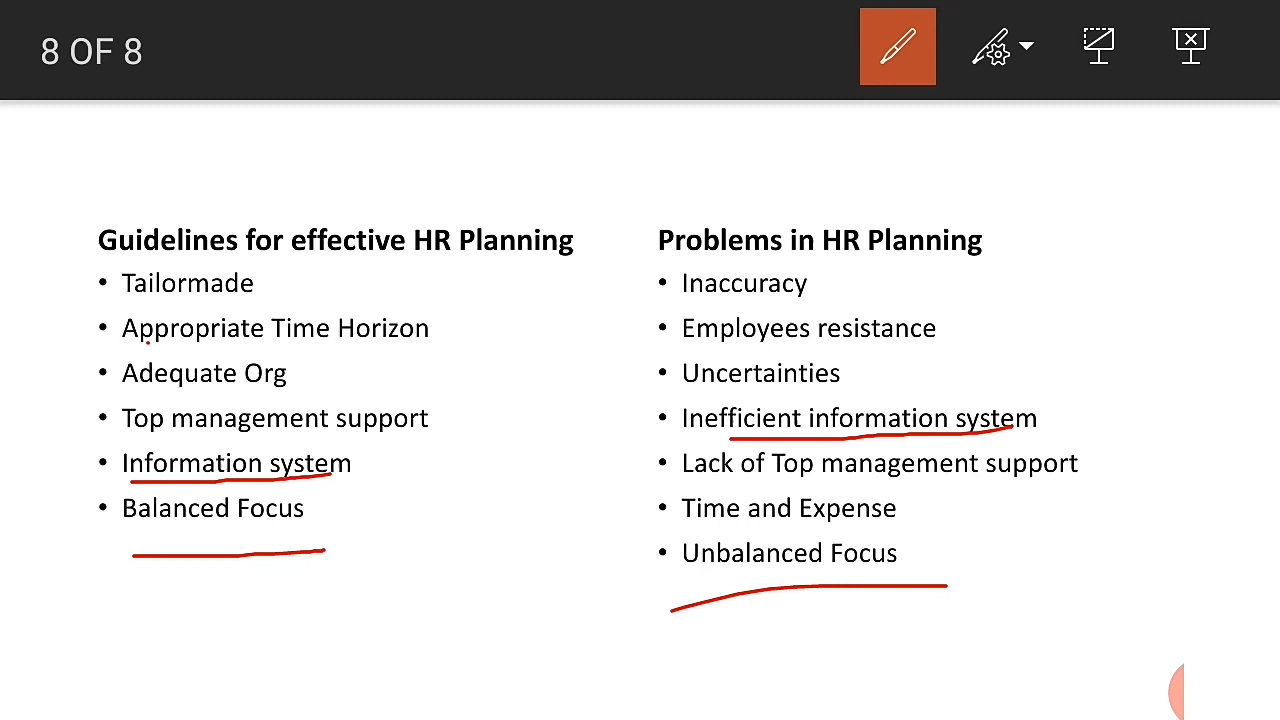 8 OF 8
Guidelines for effective HR Planning
• Tailormade
• Appropriate Time Horizon
• Adequate Org
• Top management support
• Information system
• Balanced Focus
Problems in HR Planning
• Inaccuracy
• Employees resistance
• Uncertainties
• Inefficient information system
• Lack of Top management support
• Time and Expense
• Unbalanced Focus